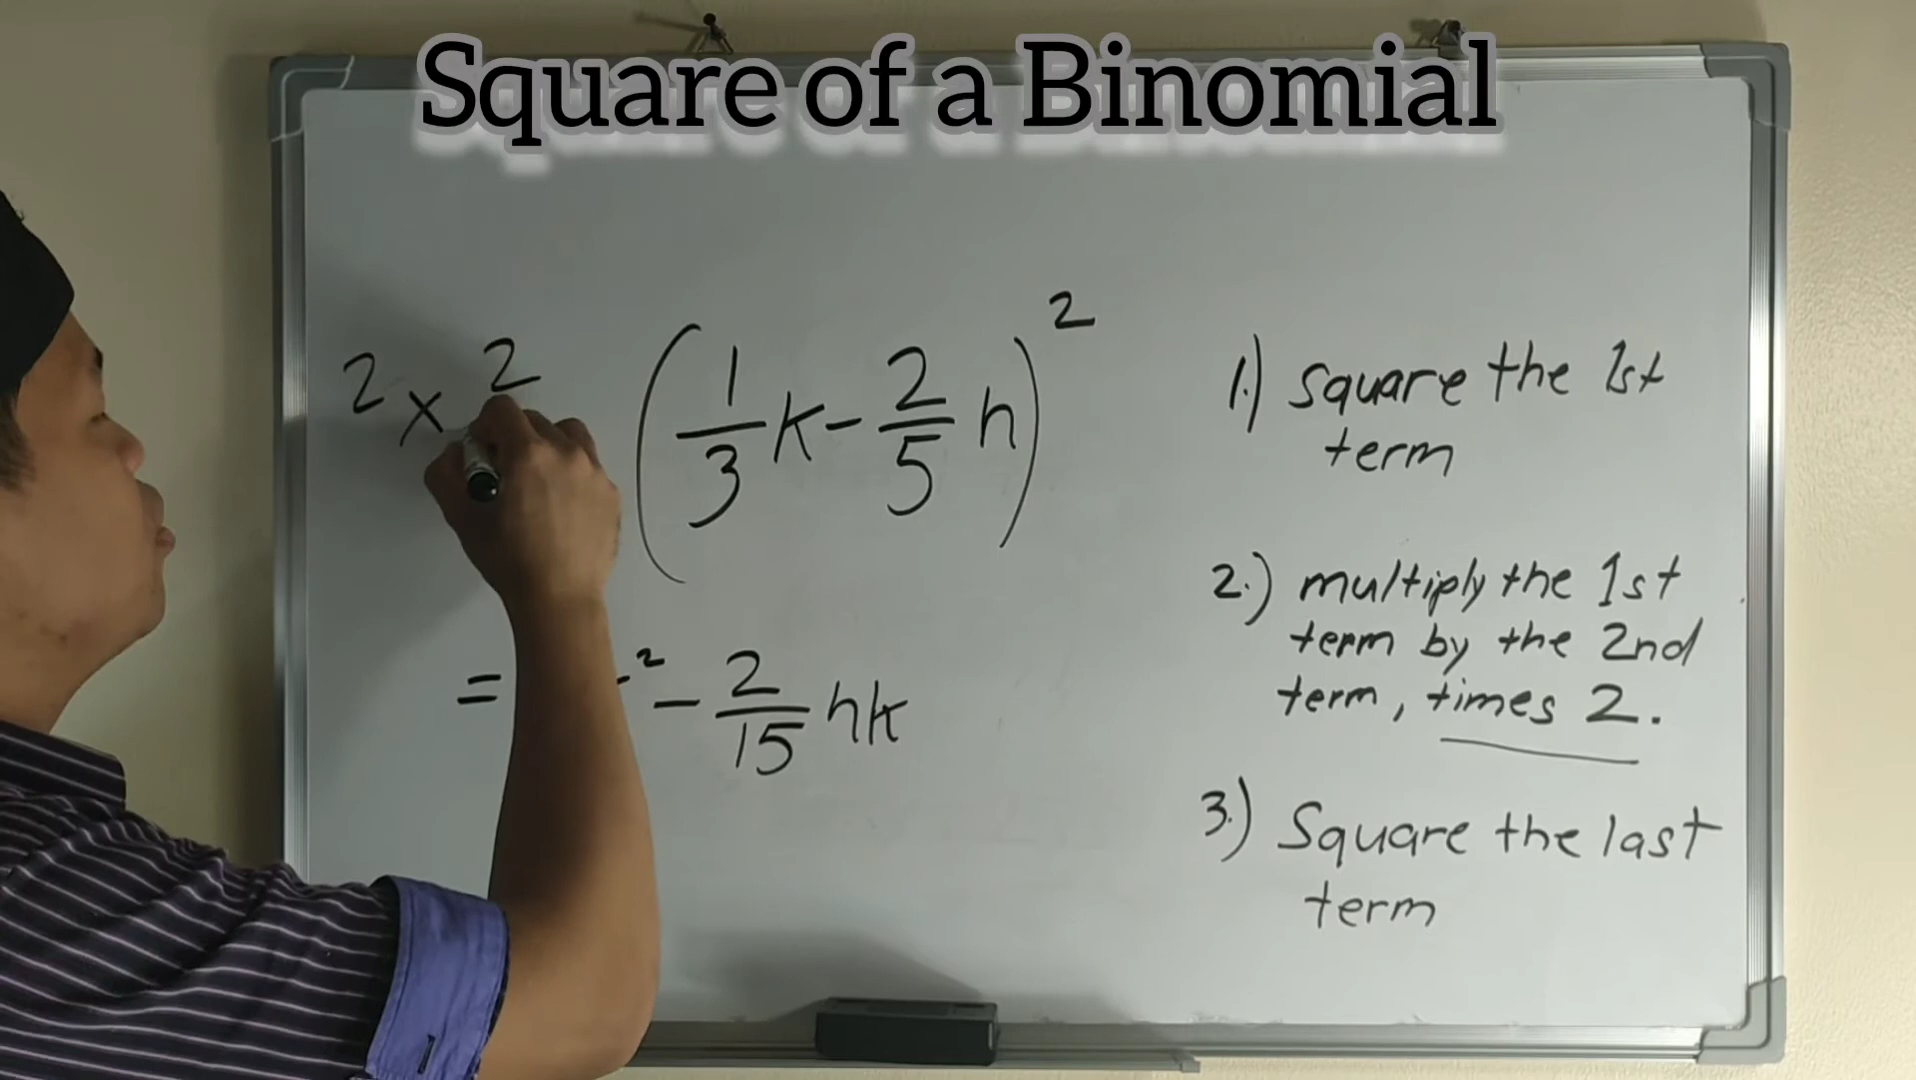 Square of a Binomial
2 x 2
(1/3 k - 2/5 h)²
= ² - 2/15 hk
1.) square the 1st
term
2.) multiply the 1st
term by the 2nd
term, times 2.
3.) Square the last
term